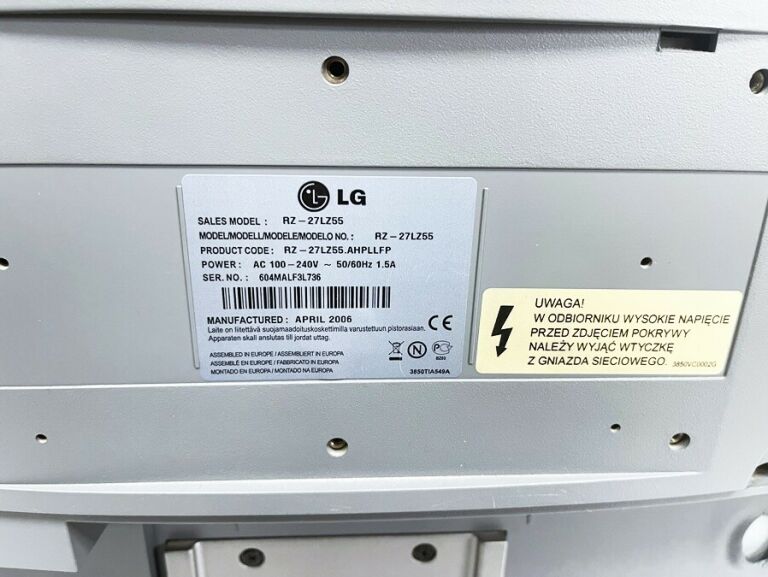 LG
SALES MODEL : RZ-27LZ55
MODEL/MODELL/MODELE/MODELO NO.: RZ-27LZ55
PRODUCT CODE: RZ-27LZ55.AHPLLFP
POWER: AC 100-240V ~ 50/60Hz 1.5A
SER. NO.: 604MALF3L736
MANUFACTURED: APRIL 2006
Laite on liitettävä suojamaadoituskoskettimilla varustettuun pistorasiaan.
Apparaten skall anslutas till jordat uttag.
CE
ASSEMBLED IN EUROPE / ASSEMBLIERT IN EUROPA
ASSEMBLÉ EN EUROPE / FABBRICATO IN EUROPA
MONTADO EN EUROPA / MONTADO NA EUROPA
N
BZ02
3850TIA549A
UWAGA!
W ODBIORNIKU WYSOKIE NAPIĘCIE
PRZED ZDJĘCIEM POKRYWY
NALEŻY WYJĄĆ WTYCZKĘ
Z GNIAZDA SIECIOWEGO. 3850VC0002G